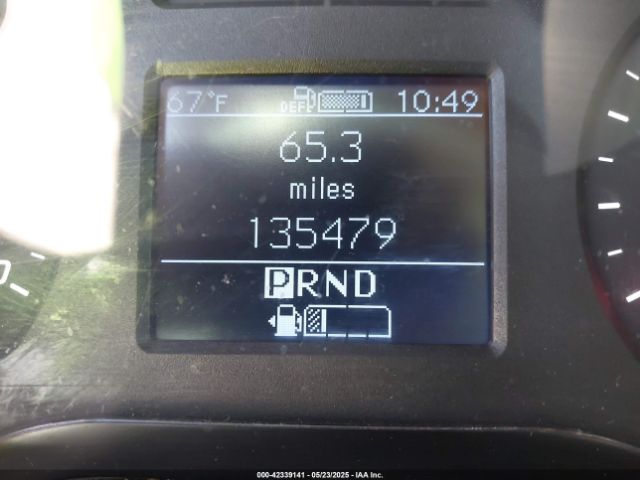 67°F DEF 10:49
65.3
miles
135479
PRND
000-42339141 - 05/23/2025 - IAA Inc.